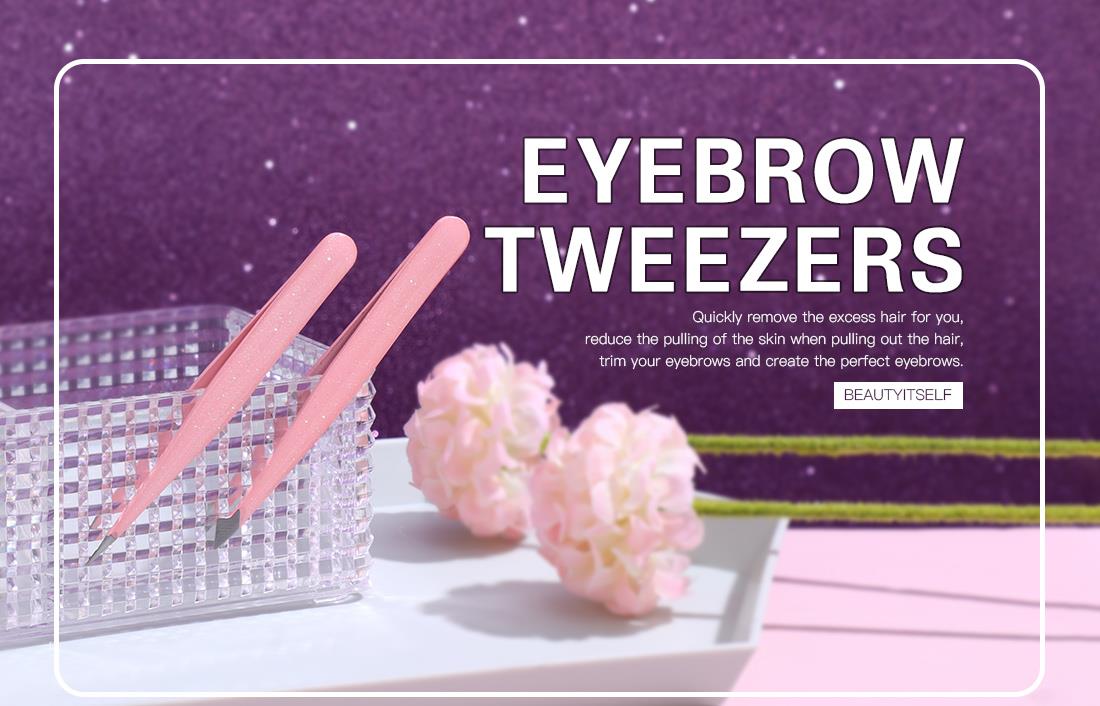 EYEBROW
TWEEZERS
Quickly remove the excess hair for you,
reduce the pulling of the skin when pulling out the hair,
trim your eyebrows and create the perfect eyebrows.
BEAUTYITSELF